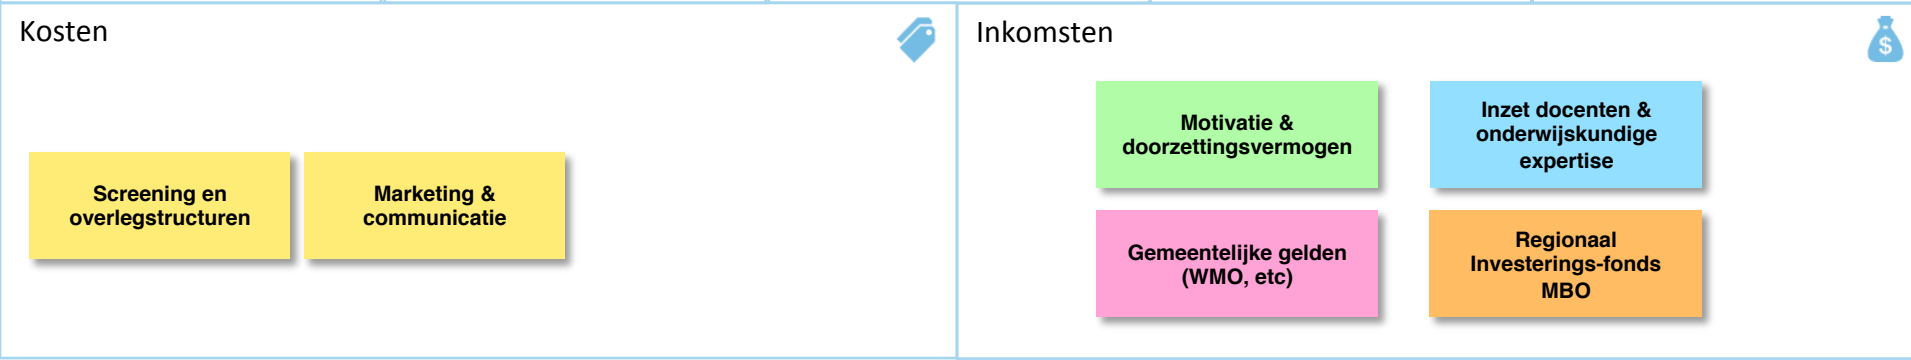 Kosten
Screening en
overlegstructuren
Marketing &
communicatie
Inkomsten
$
Motivatie &
doorzettingsvermogen
Inzet docenten &
onderwijskundige
expertise
Gemeentelijke gelden
(WMO, etc)
Regionaal
Investerings-fonds
MBO